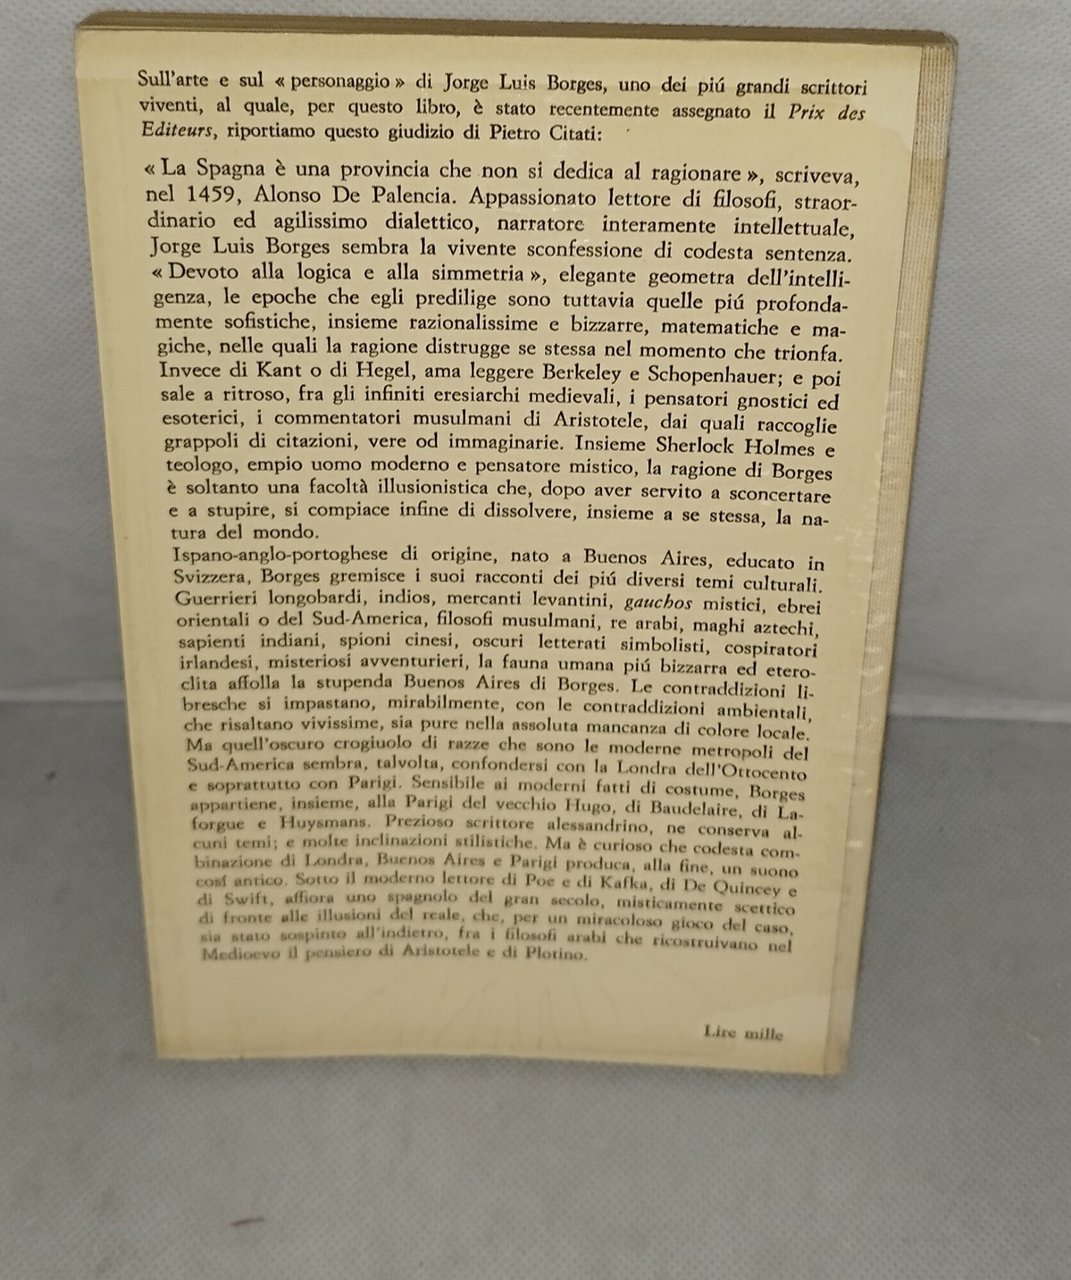 Sull'arte e sul « personaggio » di Jorge Luis Borges, uno dei piú grandi scrittori
viventi, al quale, per questo libro, è stato recentemente assegnato il Prix des
Editeurs, riportiamo questo giudizio di Pietro Citati:
« La Spagna è una provincia che non si dedica al ragionare », scriveva,
nel 1459, Alonso De Palencia. Appassionato lettore di filosofi, straor-
dinario ed agilissimo dialettico, narratore interamente intellettuale,
Jorge Luis Borges sembra la vivente sconfessione di codesta sentenza.
« Devoto alla logica e alla simmetria », elegante geometra dell'intelli-
genza, le epoche che egli predilige sono tuttavia quelle piú profonda-
mente sofistiche, insieme razionalissime e bizzarre, matematiche e ma-
giche, nelle quali la ragione distrugge se stessa nel momento che trionfa.
Invece di Kant o di Hegel, ama leggere Berkeley e Schopenhauer; e poi
sale a ritroso, fra gli infiniti eresiarchi medievali, i pensatori gnostici ed
esoterici, i commentatori musulmani di Aristotele, dai quali raccoglie
grappoli di citazioni, vere od immaginarie. Insieme Sherlock Holmes e
teologo, empio uomo moderno e pensatore mistico, la ragione di Borges
è soltanto una facoltà illusionistica che, dopo aver servito a sconcertare
e a stupire, si compiace infine di dissolvere, insieme a se stessa, la na-
tura del mondo.
Ispano-anglo-portoghese di origine, nato a Buenos Aires, educato in
Svizzera, Borges gremisce i suoi racconti dei piú diversi temi culturali.
Guerrieri longobardi, indios, mercanti levantini, gauchos mistici, ebrei
orientali o del Sud-America, filosofi musulmani, re arabi, maghi aztechi,
sapienti indiani, spioni cinesi, oscuri letterati simbolisti, cospiratori
irlandesi, misteriosi avventurieri, la fauna umana piú bizzarra ed etero-
clita affolla la stupenda Buenos Aires di Borges. Le contraddizioni li-
bresche si impastano, mirabilmente, con le contraddizioni ambientali,
che risaltano vivissime, sia pure nella assoluta mancanza di colore locale.
Ma quell'oscuro crogiuolo di razze che sono le moderne metropoli del
Sud-America sembra, talvolta, confondersi con la Londra dell'Ottocento
e soprattutto con Parigi. Sensibile ai moderni fatti di costume, Borges
appartiene, insieme, alla Parigi del vecchio Hugo, di Baudelaire, di La-
forgue e Huysmans. Prezioso scrittore alessandrino, ne conserva al-
cuni temi; e molte inclinazioni stilistiche. Ma è curioso che codesta com-
binazione di Londra, Buenos Aires e Parigi produca, alla fine, un suono
cosí antico. Sotto il moderno lettore di Poe e di Kafka, di De Quincey e
di Swift, affiora uno spagnolo del gran secolo, misticamente scettico
di fronte alle illusioni del reale, che, per un miracoloso gioco del caso,
sia stato sospinto all'indietro, fra i filosofi arabi che ricostruivano nel
Medioevo il pensiero di Aristotele e di Plotino.
Lire mille